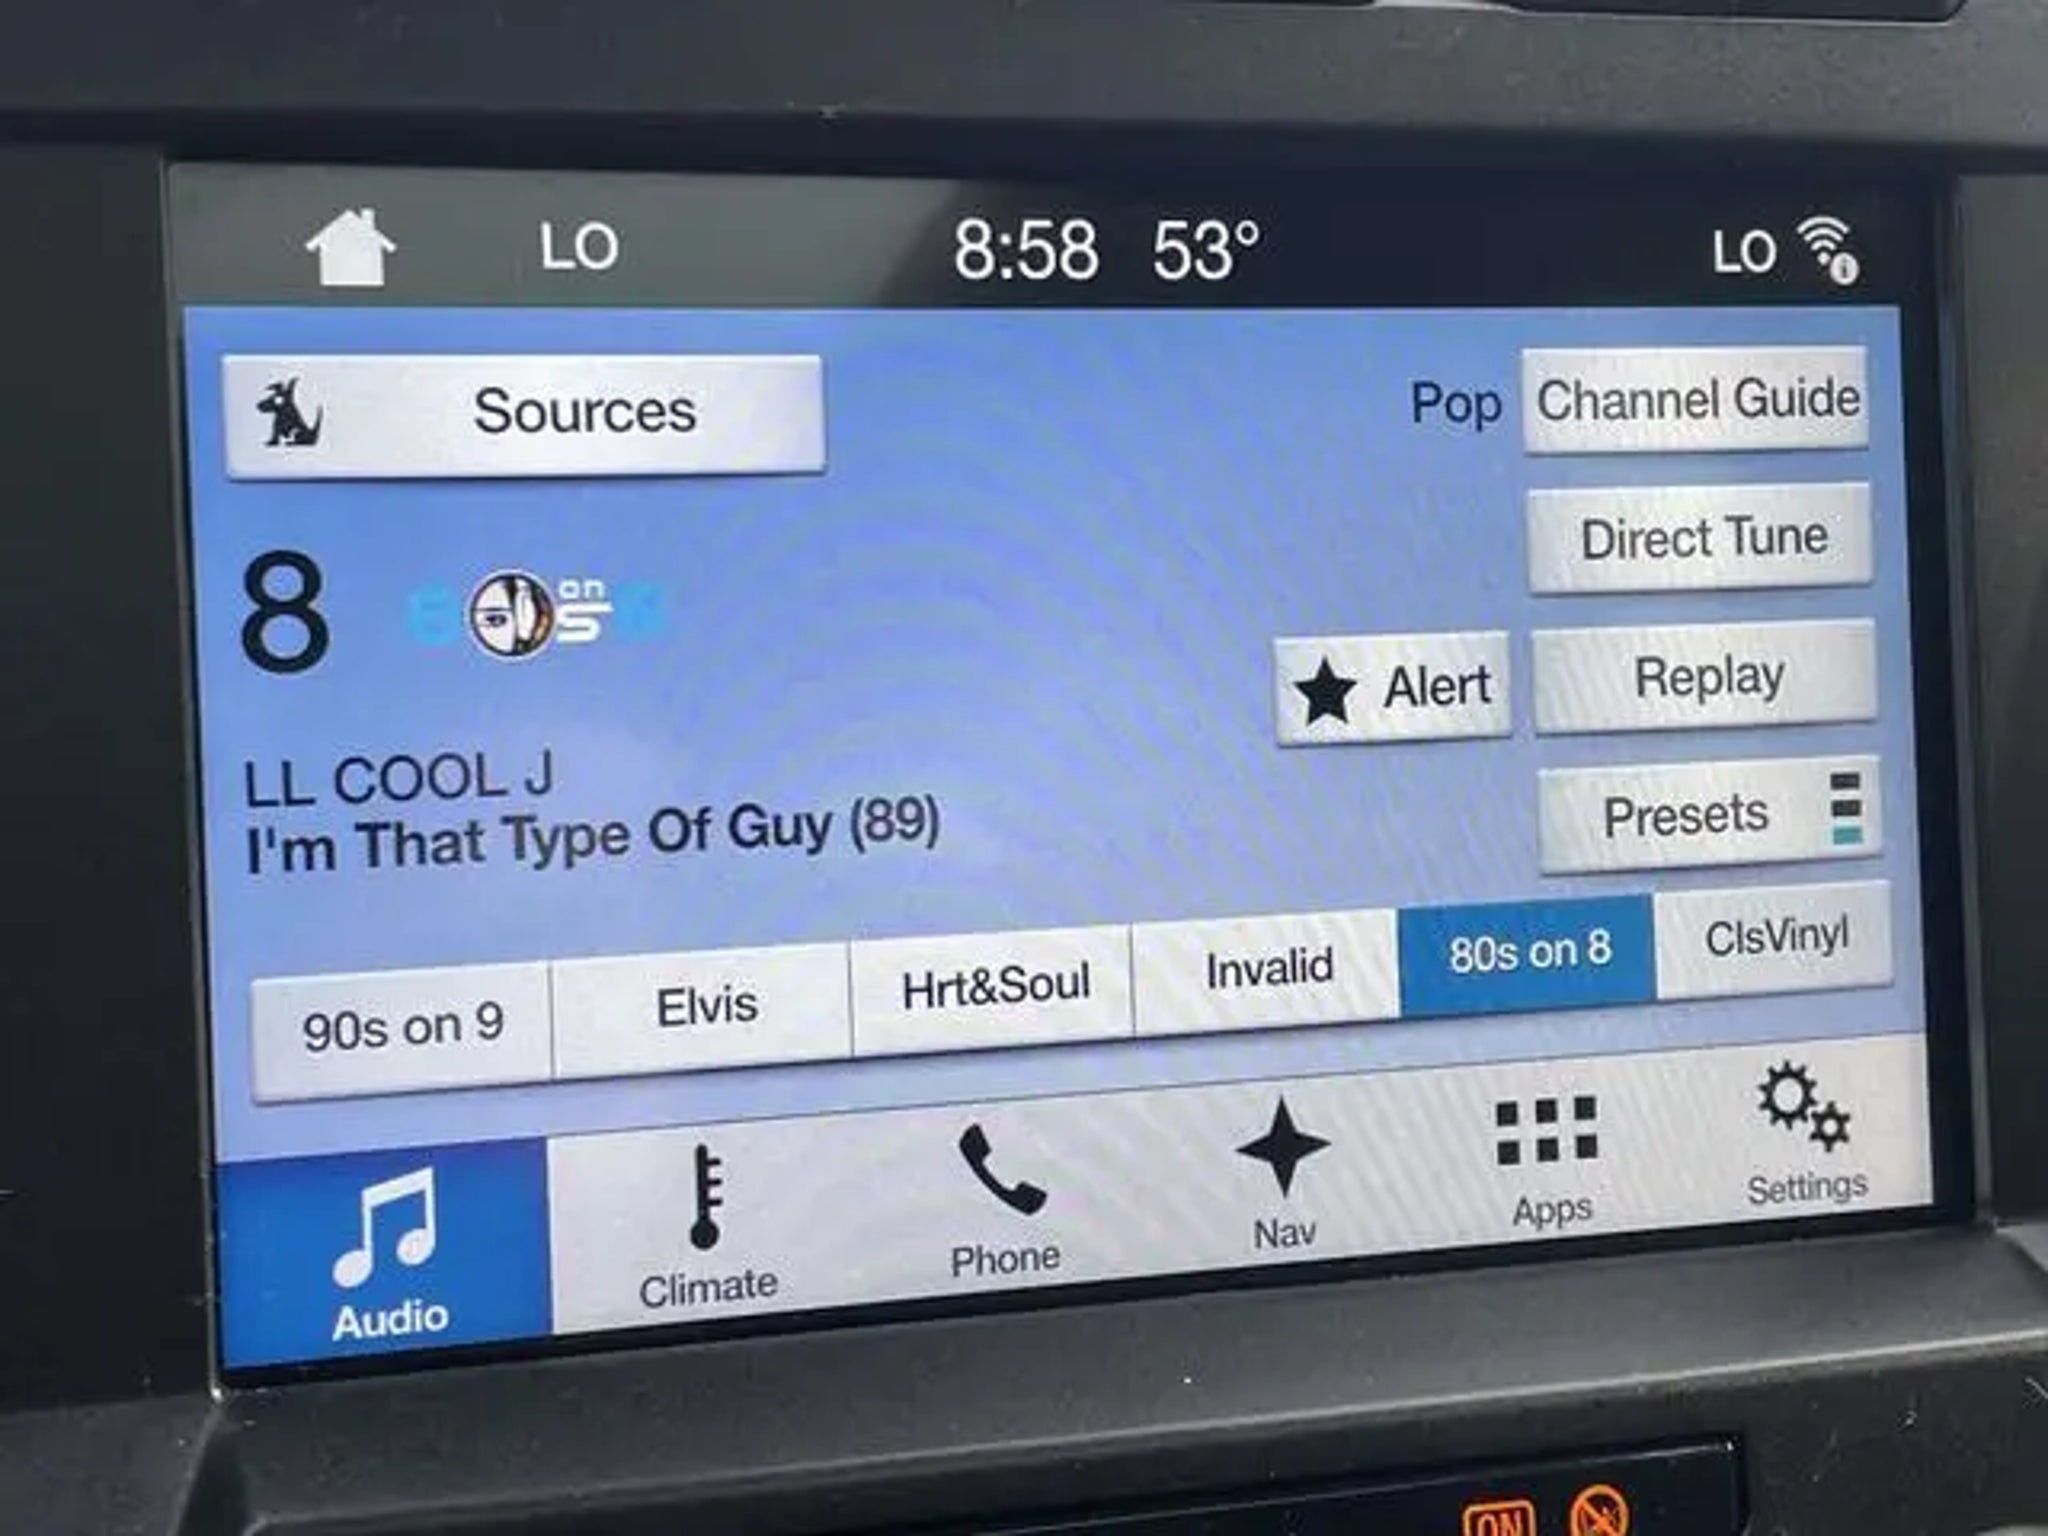 LO 8:58 53° LO
Sources
Pop Channel Guide
Direct Tune
8
on
Alert Replay
LL COOL J
I'm That Type Of Guy (89)
Presets
90s on 9 Elvis Hrt&Soul Invalid 80s on 8 ClsVinyl
Audio Climate Phone Nav Apps Settings
ON